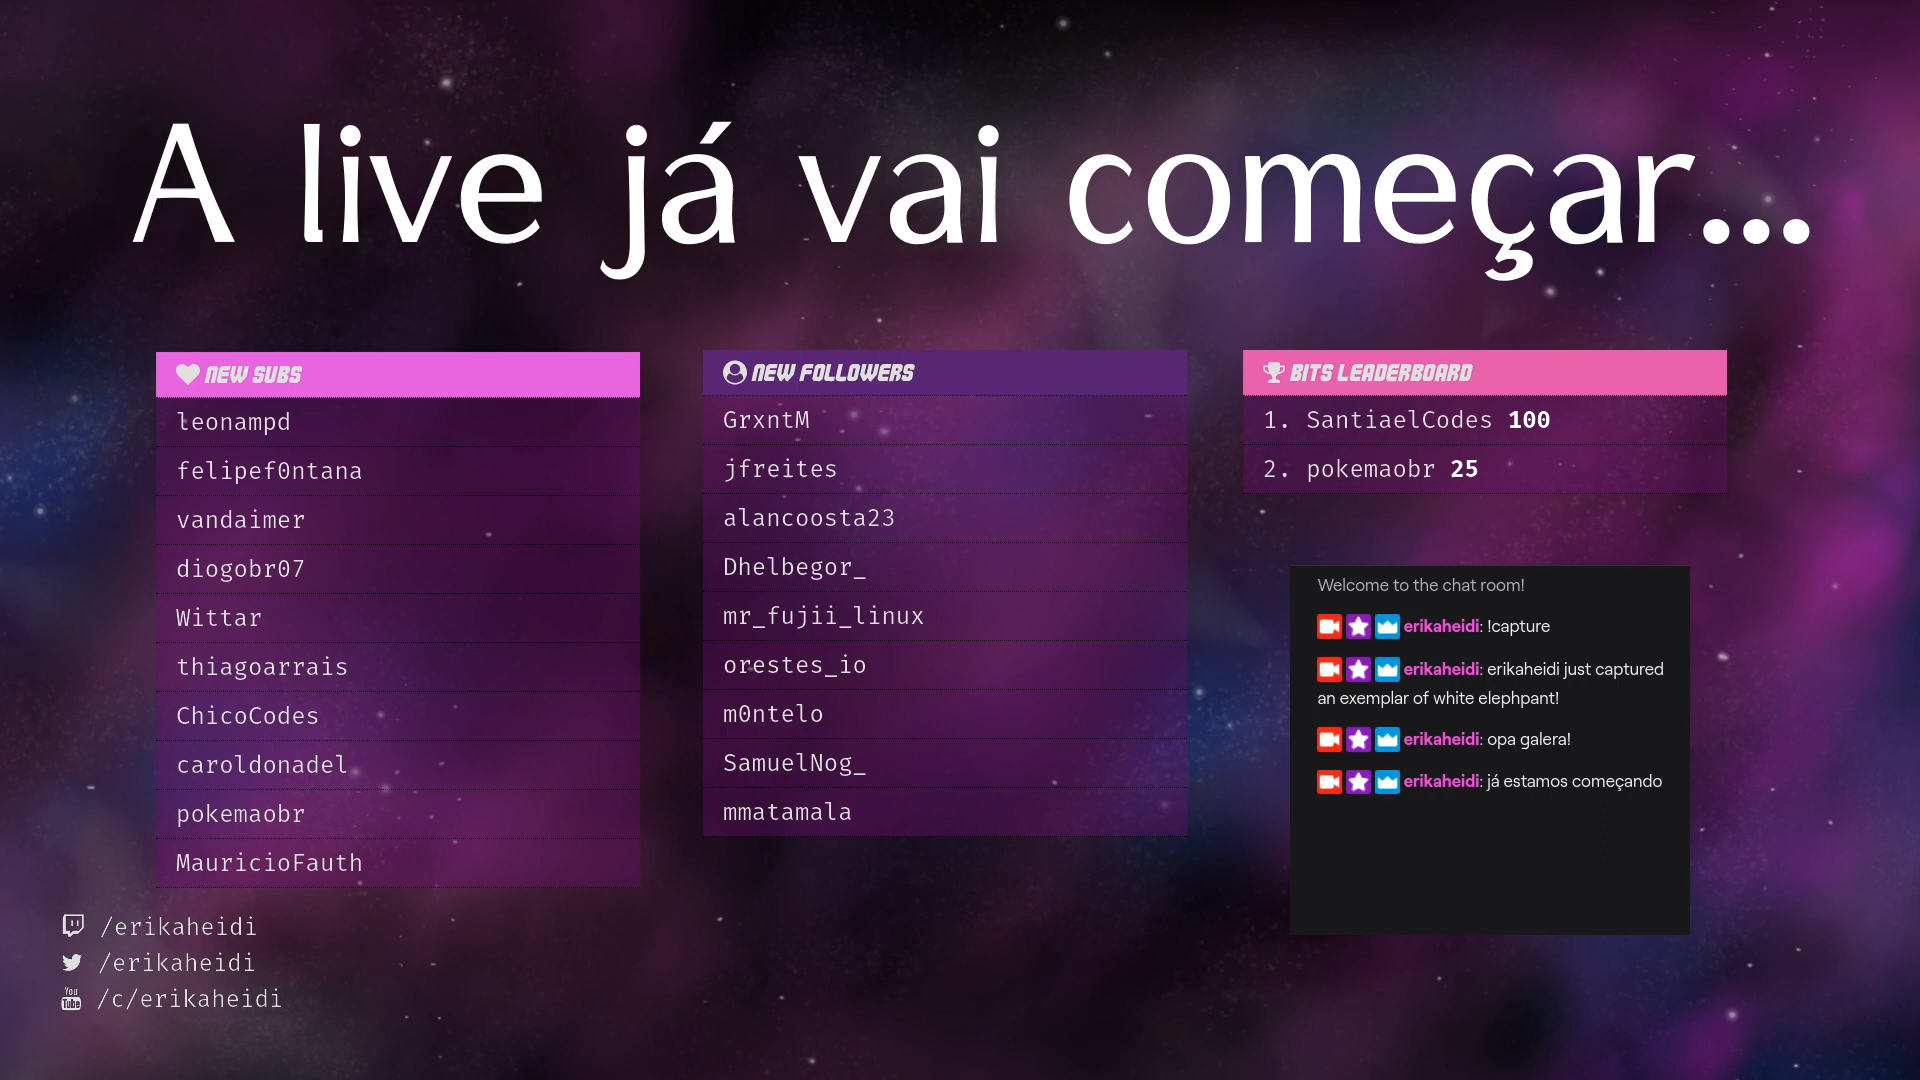 A live já vai começar...
NEW SUBS
leonampd
felipef0ntana
vandaimer
diogobr07
Wittar
thiagoarrais
ChicoCodes
caroldonadel
pokemaobr
MauricioFauth
NEW FOLLOWERS
GrxntM
jfreites
alancoosta23
Dhelbegor_
mr_fujii_linux
orestes_io
m0ntelo
SamuelNog_
mmatamala
BITS LEADERBOARD
1. SantiaelCodes 100
2. pokemaobr 25
Welcome to the chat room!
erikaheidi: !capture
erikaheidi: erikaheidi just captured
an exemplar of white elephpant!
erikaheidi: opa galera!
erikaheidi: já estamos começando
/erikaheidi
/erikaheidi
You Tube /c/erikaheidi